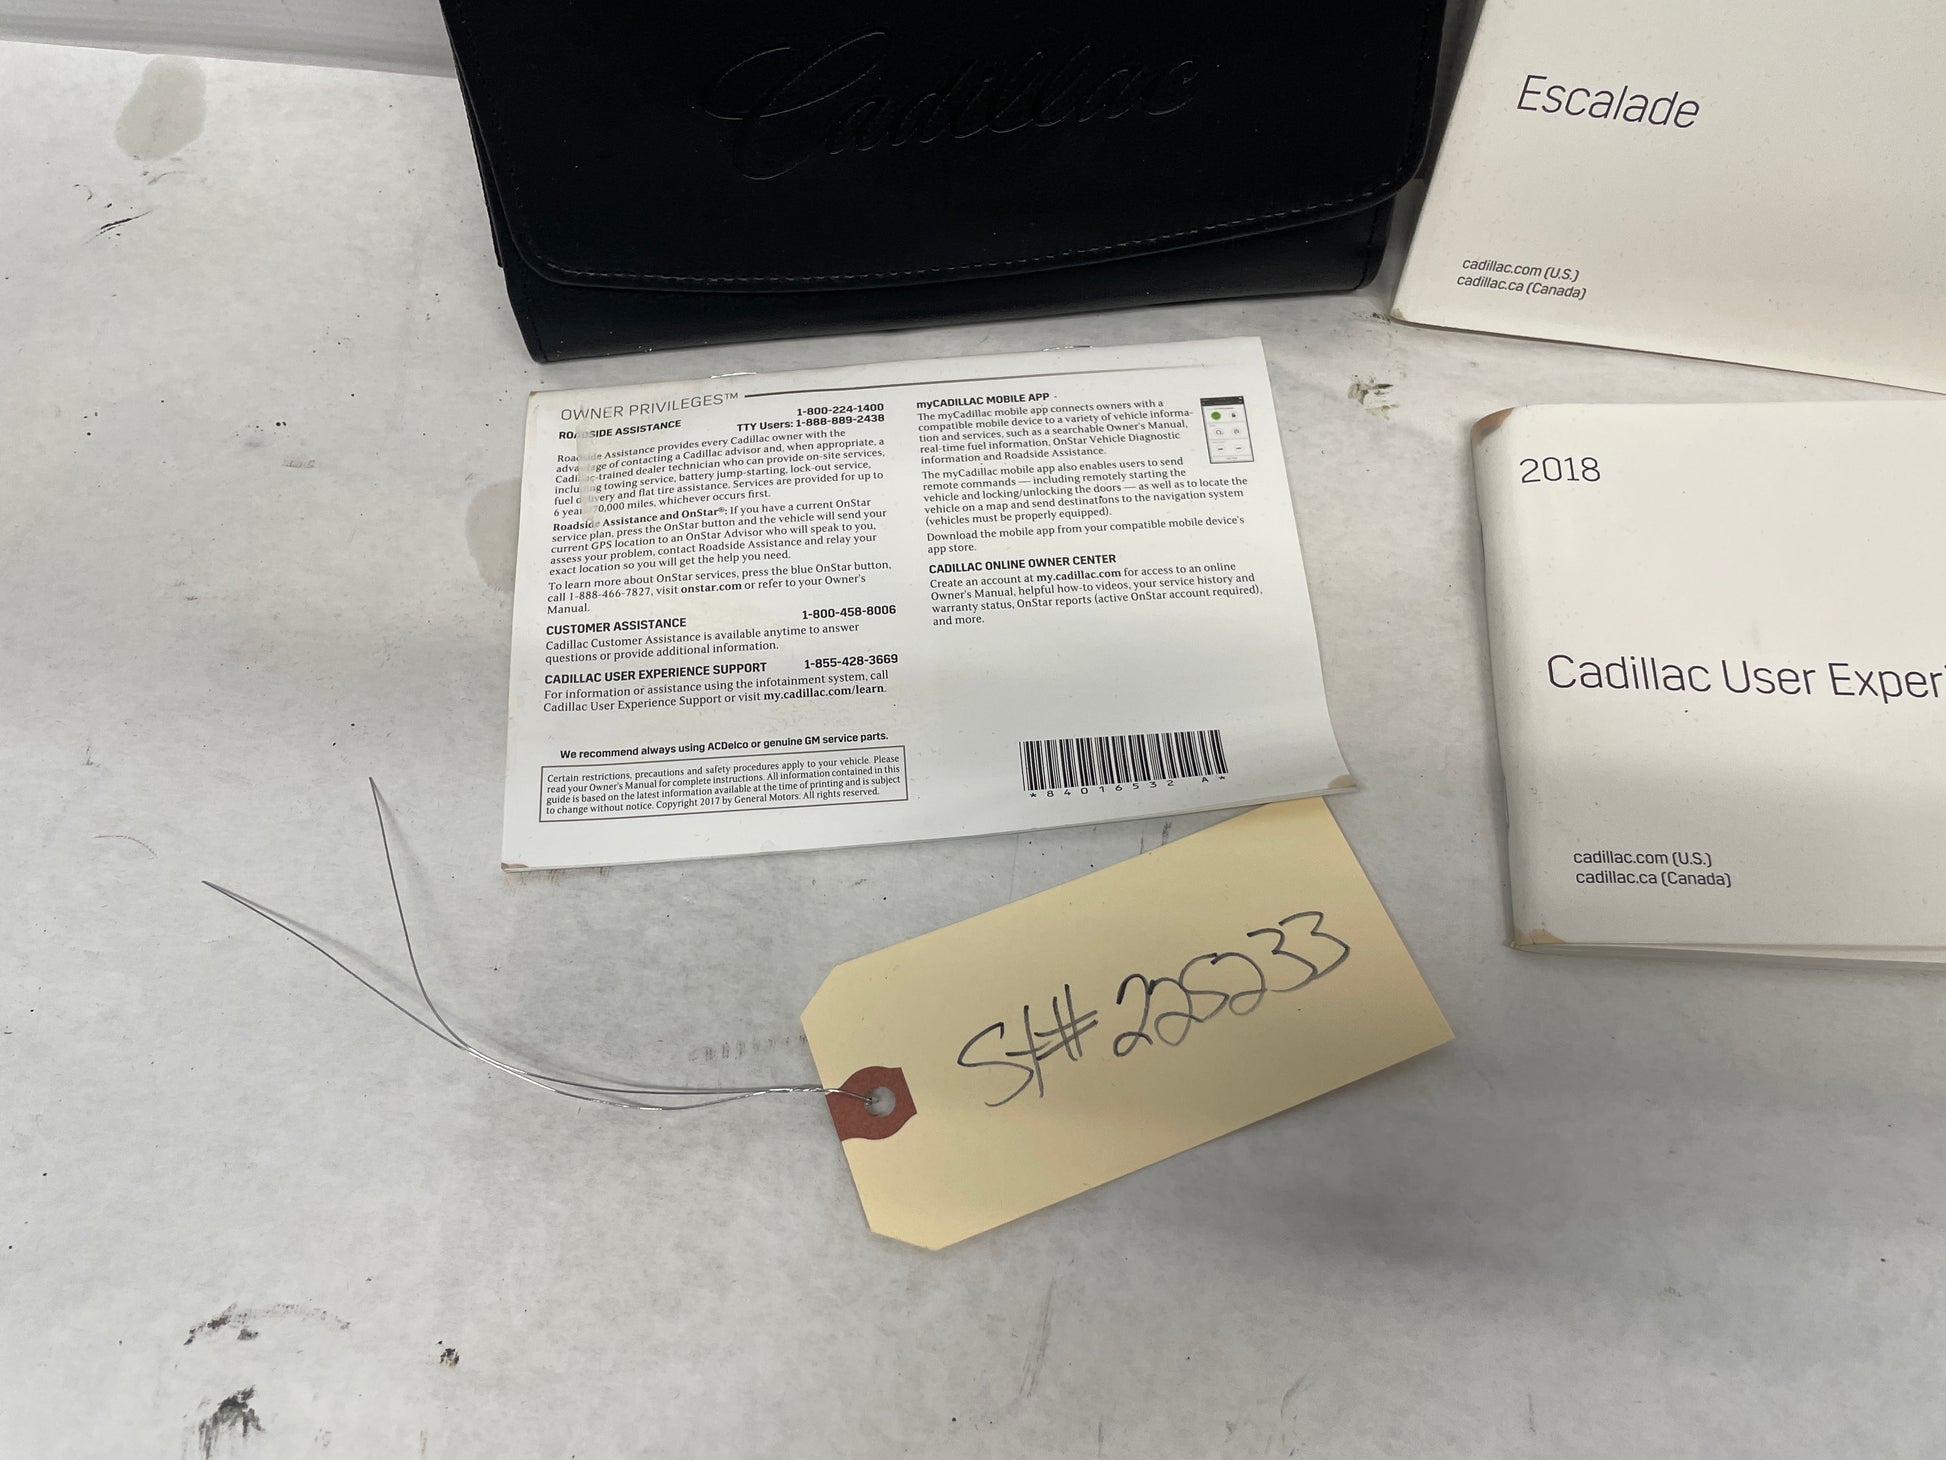 Cadillac
Escalade
cadillac.com (U.S.)
cadillac.ca (Canada)
OWNER PRIVILEGES™
ROADSIDE ASSISTANCE
1-800-224-1400
TTY Users: 1-888-889-2438
Roadside Assistance provides every Cadillac owner with the
advantage of contacting a Cadillac advisor and, when appropriate, a
Cadillac-trained dealer technician who can provide on-site services,
including towing service, battery jump-starting, lock-out service,
fuel delivery and flat tire assistance. Services are provided for up to
6 years/70,000 miles, whichever occurs first.
Roadside Assistance and OnStar®: If you have a current OnStar
service plan, press the OnStar button and the vehicle will send your
current GPS location to an OnStar Advisor who will speak to you,
assess your problem, contact Roadside Assistance and relay your
exact location so you will get the help you need.
To learn more about OnStar services, press the blue OnStar button,
call 1-888-466-7827, visit onstar.com or refer to your Owner's
Manual.
CUSTOMER ASSISTANCE 1-800-458-8006
Cadillac Customer Assistance is available anytime to answer
questions or provide additional information.
CADILLAC USER EXPERIENCE SUPPORT 1-855-428-3669
For information or assistance using the infotainment system, call
Cadillac User Experience Support or visit my.cadillac.com/learn.
We recommend always using ACDelco or genuine GM service parts.
Certain restrictions, precautions and safety procedures apply to your vehicle. Please
read your Owner's Manual for complete instructions. All information contained in this
guide is based on the latest information available at the time of printing and is subject
to change without notice. Copyright 2017 by General Motors. All rights reserved.
myCADILLAC MOBILE APP -
The myCadillac mobile app connects owners with a
compatible mobile device to a variety of vehicle informa-
tion and services, such as a searchable Owner's Manual,
real-time fuel information, OnStar Vehicle Diagnostic
information and Roadside Assistance.
The myCadillac mobile app also enables users to send
remote commands — including remotely starting the
vehicle and locking/unlocking the doors — as well as to locate the
vehicle on a map and send destinations to the navigation system
(vehicles must be properly equipped).
Download the mobile app from your compatible mobile device's
app store.
CADILLAC ONLINE OWNER CENTER
Create an account at my.cadillac.com for access to an online
Owner's Manual, helpful how-to videos, your service history and
warranty status, OnStar reports (active OnStar account required),
and more.
*84016532 A*
2018
Cadillac User Experi
cadillac.com (U.S.)
cadillac.ca (Canada)
St# 225233